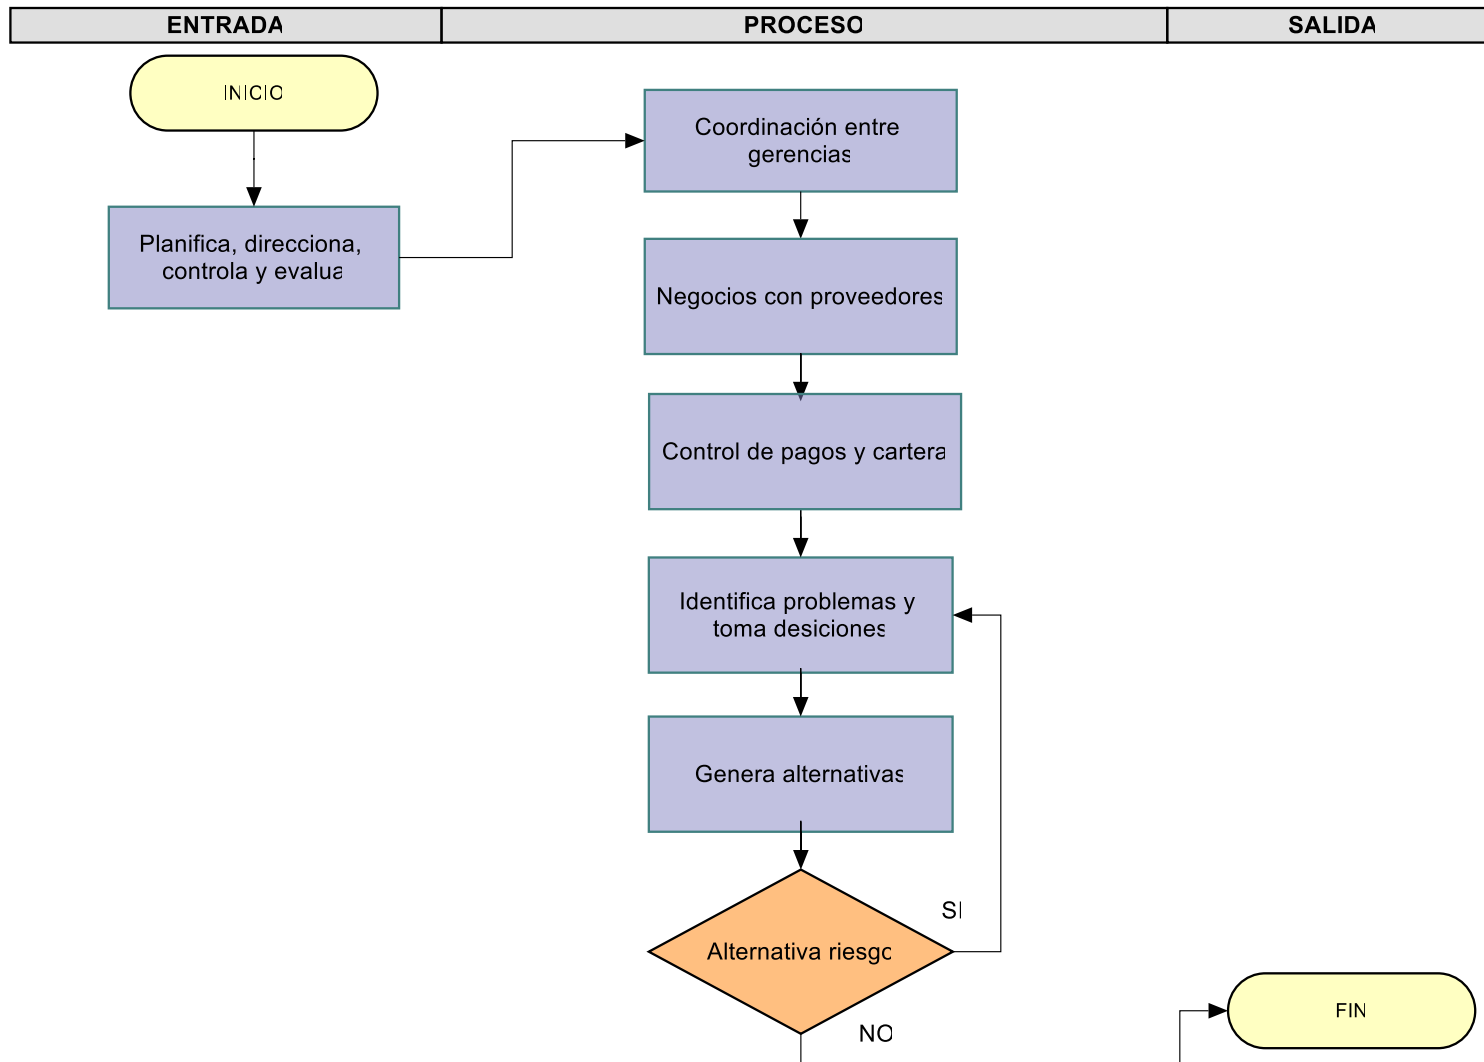 ENTRADA
PROCESO
SALIDA
INICIO
Planifica, direcciona,
controla y evalua
Coordinación entre
gerencias
Negocios con proveedores
Control de pagos y cartera
Identifica problemas y
toma desiciones
Genera alternativas
Alternativa riesgo
SI
NO
FIN